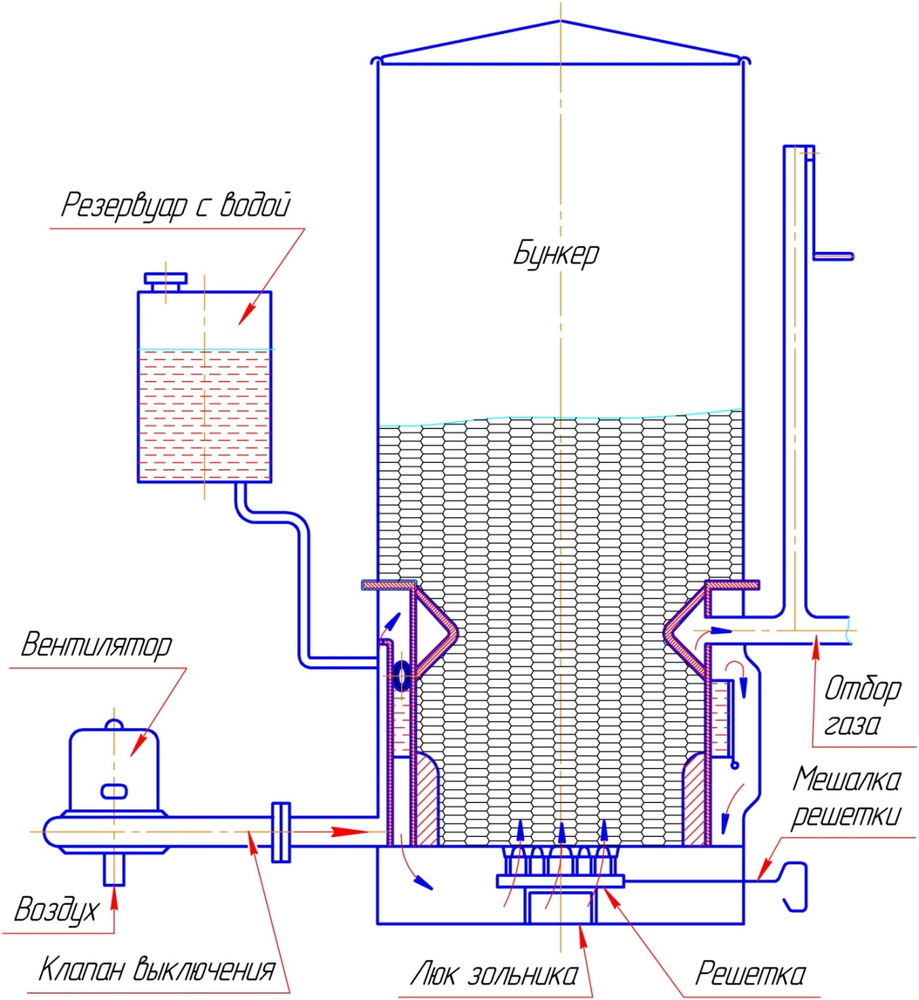 Резервуар с водой
Бункер
Вентилятор
Отбор
газа
Мешалка
решетки
Воздух
Клапан выключения
Люк зольника
Решетка